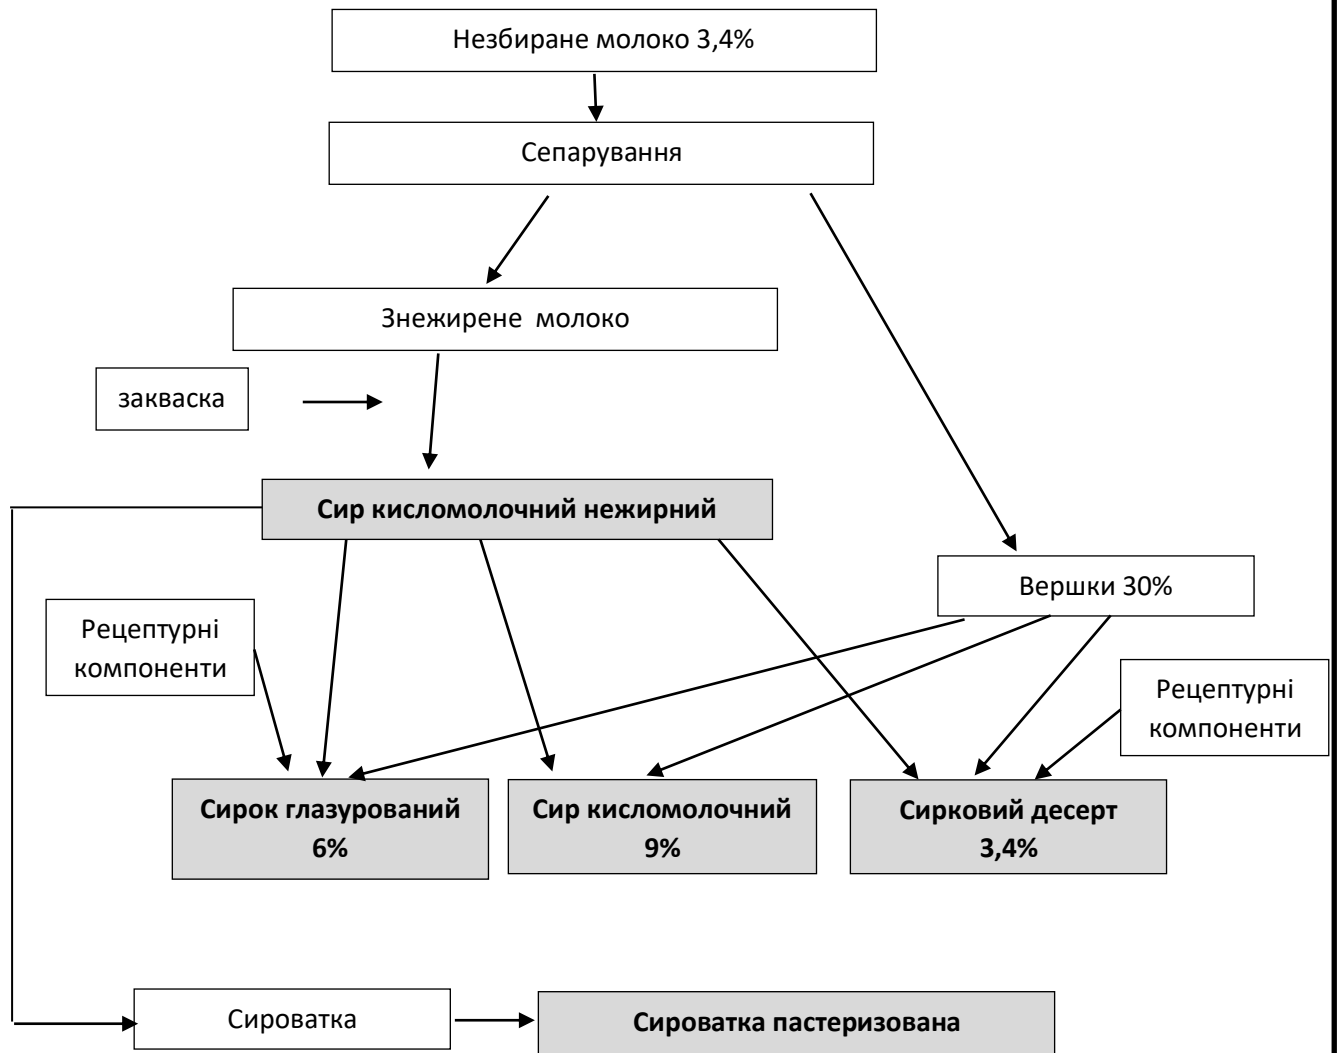 Незбиране молоко 3,4%
Сепарування
Знежирене молоко
закваска
Сир кисломолочний нежирний
Вершки 30%
Рецептурні
компоненти
Рецептурні
компоненти
Сирок глазурований
6%
Сир кисломолочний
9%
Сирковий десерт
3,4%
Сироватка
Сироватка пастеризована